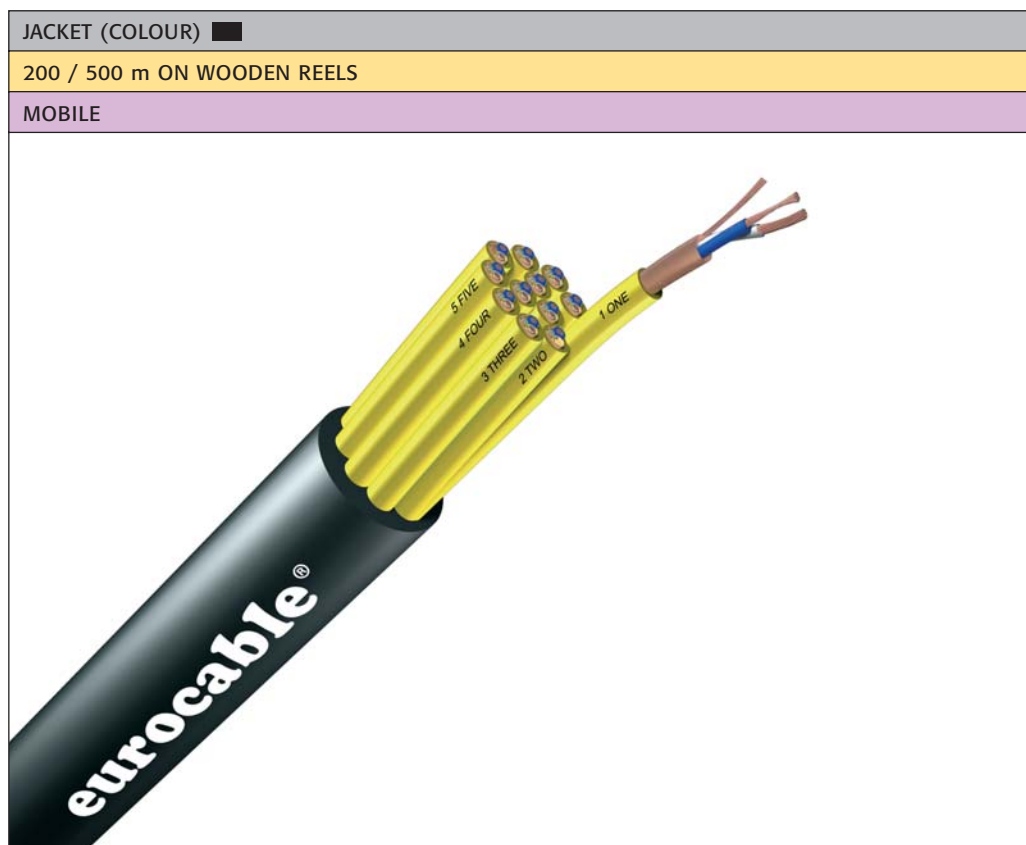 JACKET (COLOUR)
200 / 500 m ON WOODEN REELS
MOBILE
5 FIVE
4 FOUR
3 THREE
2 TWO
1 ONE
eurocable®